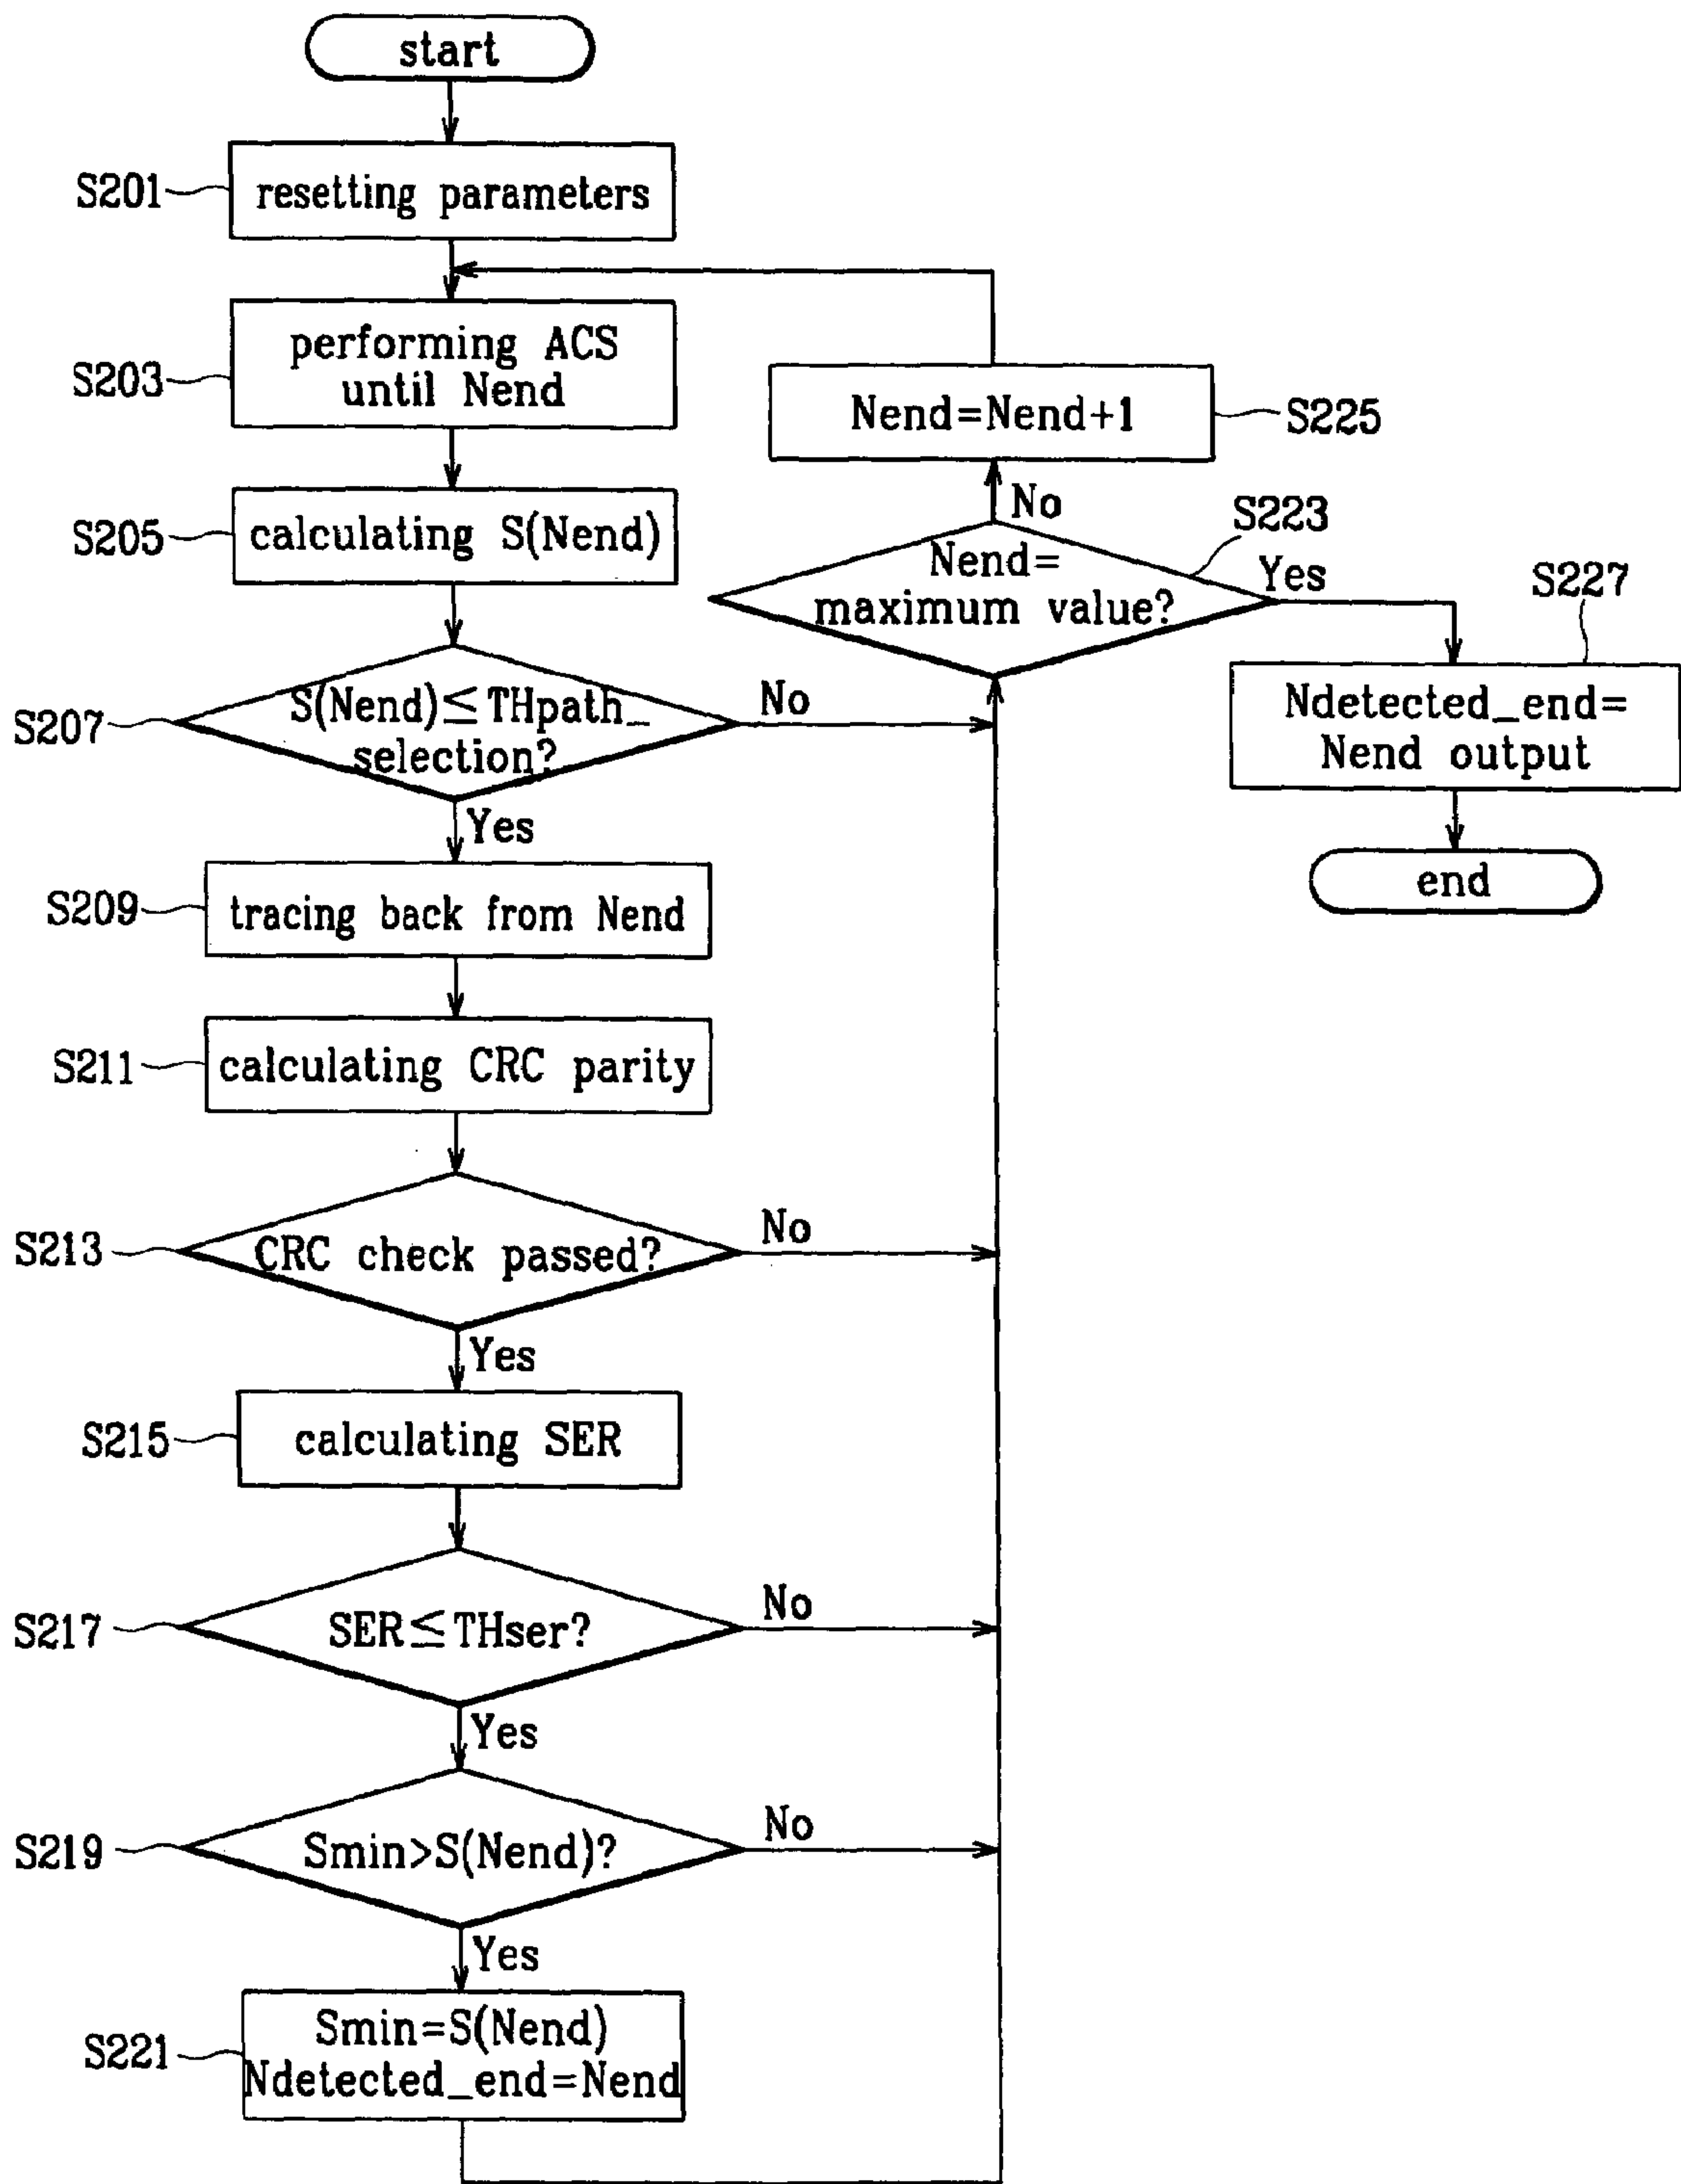 start
S201
resetting parameters
S203
performing ACS
until Nend
S205
calculating S(Nend)
S207
S(Nend)≦THpath_
selection?
No
Yes
S209
tracing back from Nend
S211
calculating CRC parity
S213
CRC check passed?
No
Yes
S215
calculating SER
S217
SER≦THser?
No
Yes
S219
Smin>S(Nend)?
No
Yes
S221
Smin=S(Nend)
Ndetected_end=Nend
Nend=Nend+1
S225
No
S223
Nend=
maximum value?
Yes
S227
Ndetected_end=
Nend output
end